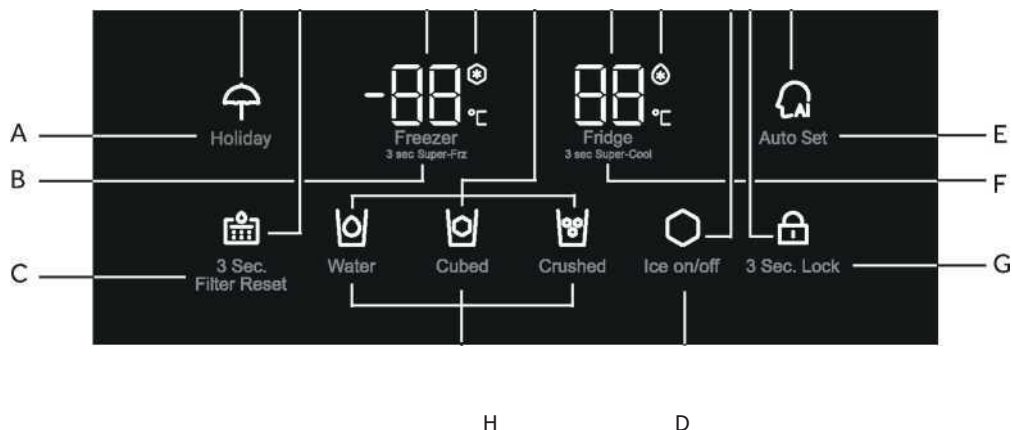 -88 °C
88 °C
Ai
A
Holiday
Freezer
3 sec Super-Frz
Fridge
3 sec Super-Cool
Auto Set
E
B
F
C
3 Sec.
Filter Reset
Water
Cubed
Crushed
Ice on/off
3 Sec. Lock
G
H
D